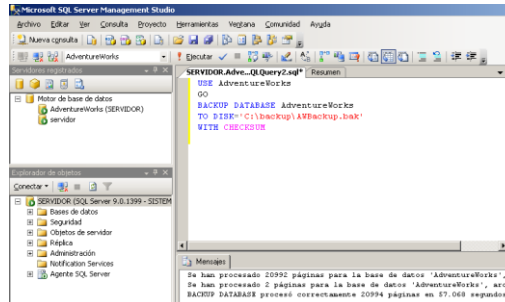 Microsoft SQL Server Management Studio
Archivo Editar Ver Consulta Proyecto Herramientas Ventana Comunidad Ayuda
Nueva consulta
AdventureWorks Ejecutar
Servidores registrados
Motor de base de datos
AdventureWorks (SERVIDOR)
servidor
Explorador de objetos
Conectar
SERVIDOR (SQL Server 9.0.1399 - SISTEM
Bases de datos
Seguridad
Objetos de servidor
Réplica
Administración
Notification Services
Agente SQL Server
SERVIDOR.Adve...QLQuery2.sql* Resumen
USE AdventureWorks
GO
BACKUP DATABASE AdventureWorks
TO DISK='C:\backup\AWBackup.bak'
WITH CHECKSUM
Mensajes
Se han procesado 20992 páginas para la base de datos 'AdventureWorks',
Se han procesado 2 páginas para la base de datos 'AdventureWorks', arc
BACKUP DATABASE procesó correctamente 20994 páginas en 57.068 segundos